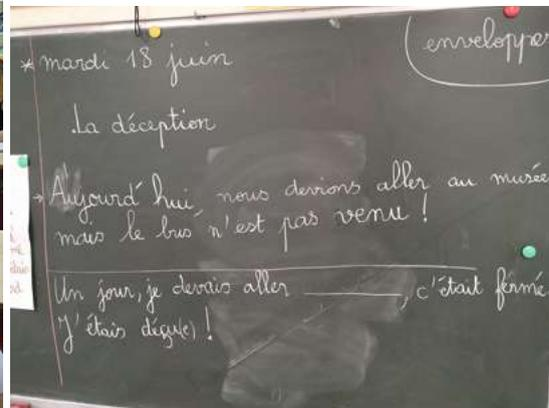 enveloppe
* mardi 18 juin
La déception
→ Aujourd'hui, nous devions aller au musée
mais le bus n'est pas venu !
Un jour, je devais aller ________, c'était fermé
J'étais déçu(e) !